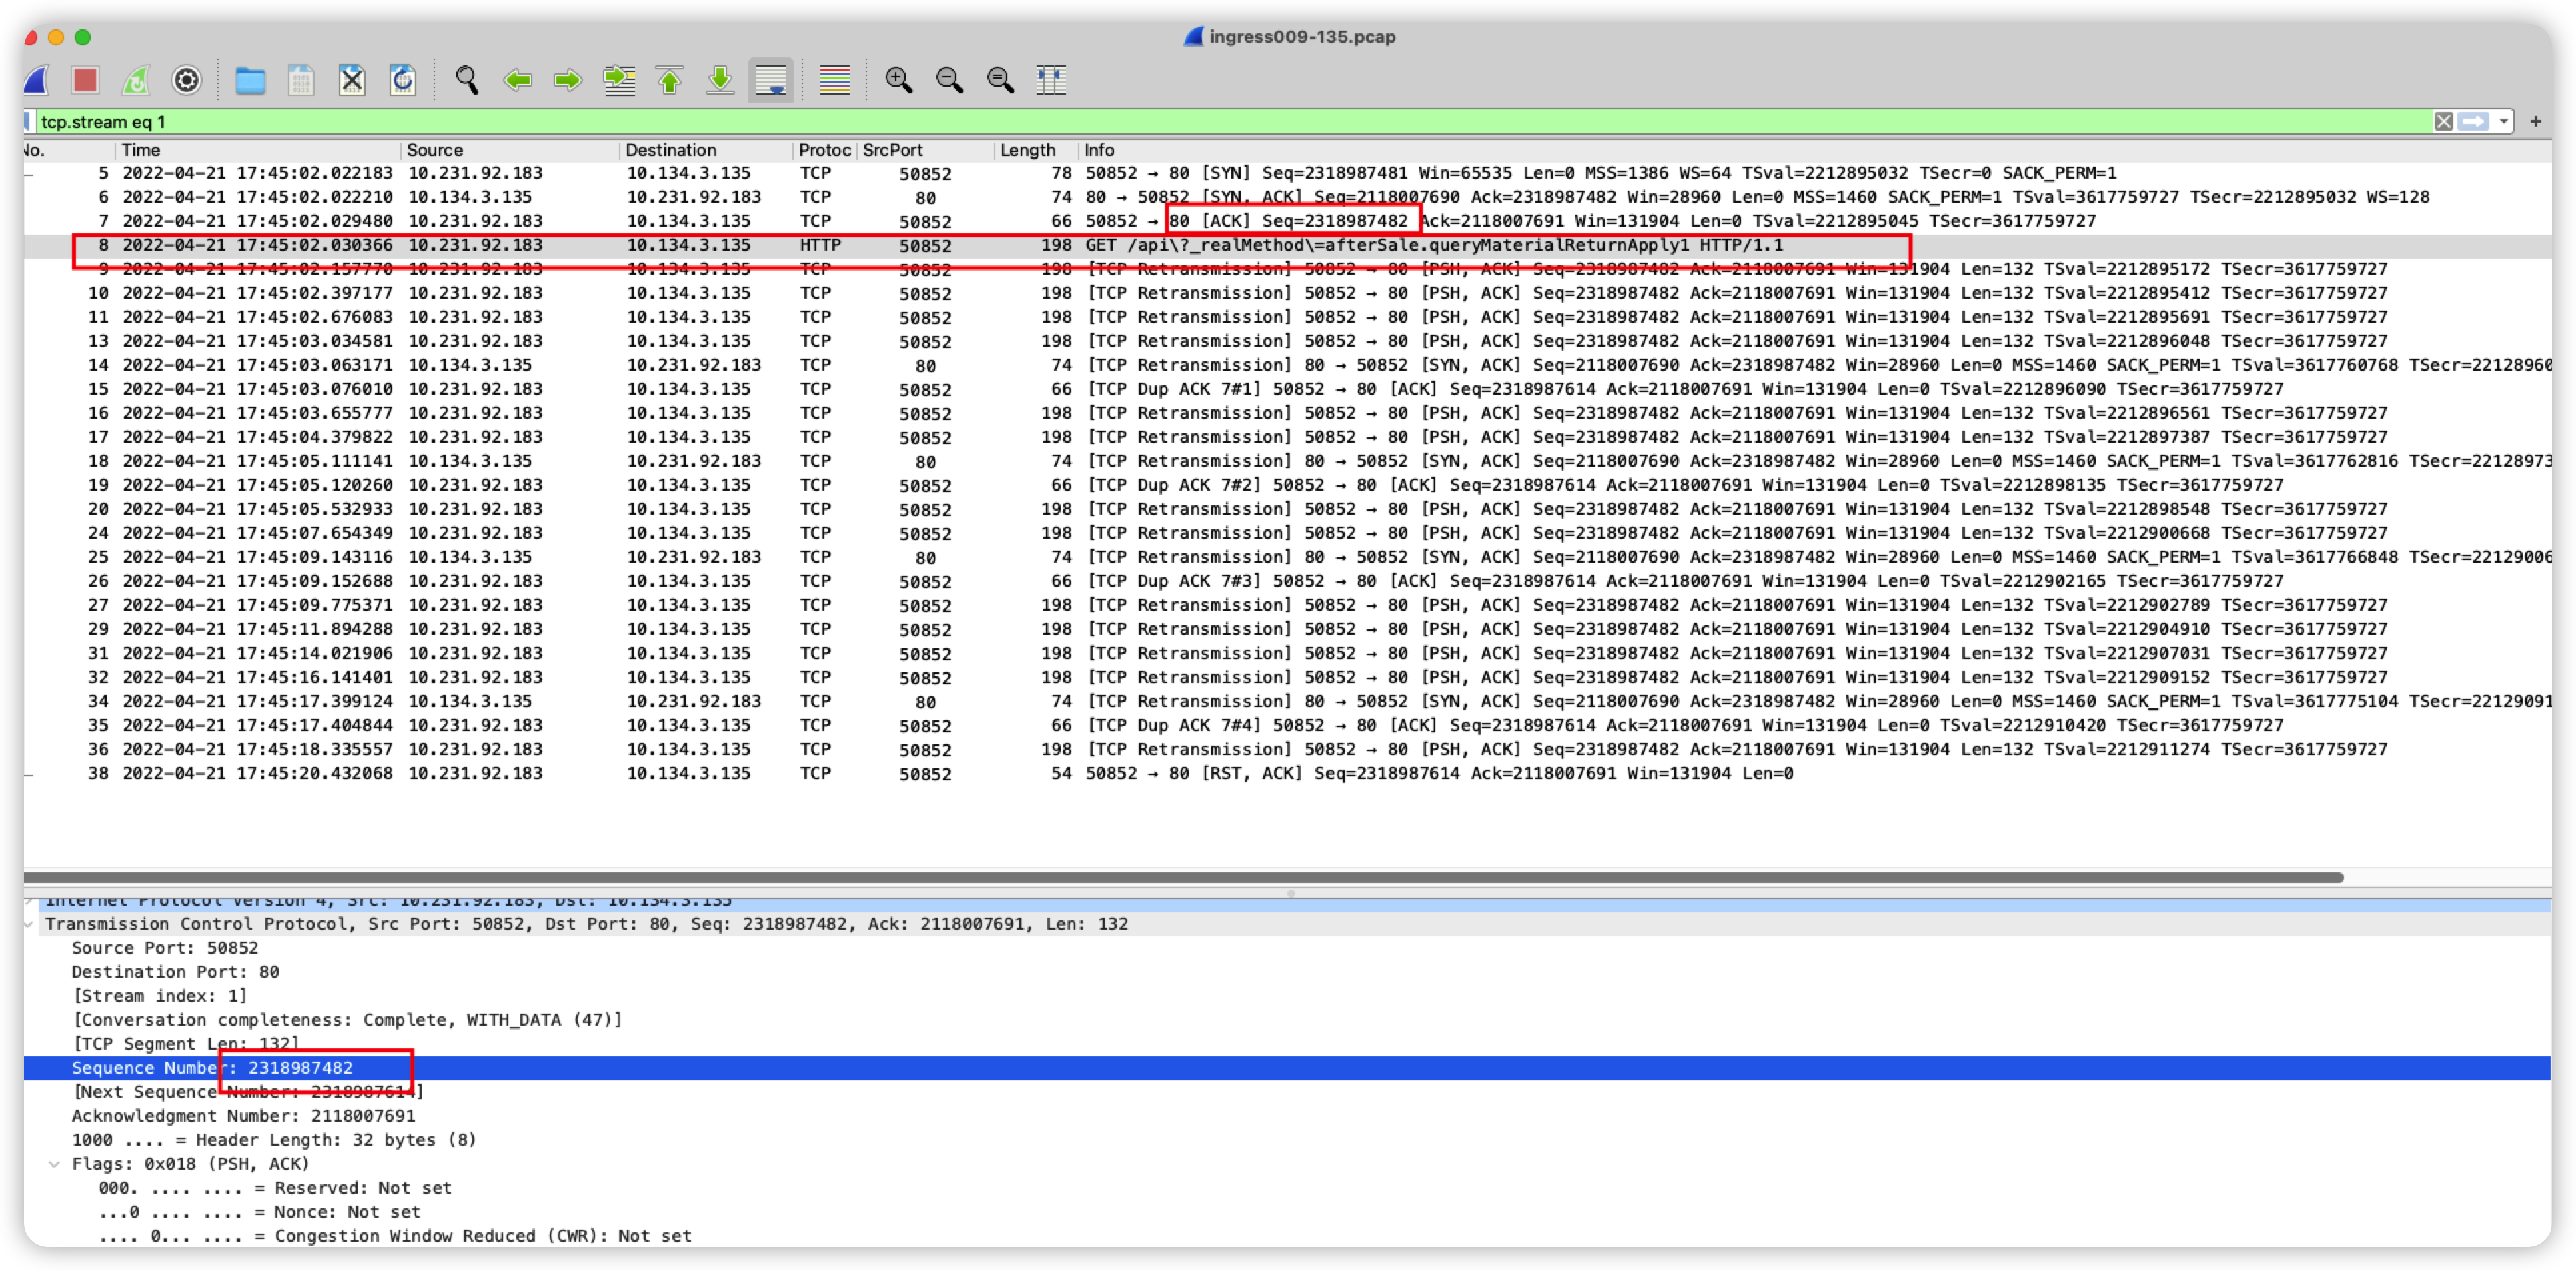 ingress009-135.pcap
tcp.stream eq 1
No. Time Source Destination Protoc SrcPort Length Info
5 2022-04-21 17:45:02.022183 10.231.92.183 10.134.3.135 TCP 50852 78 50852 → 80 [SYN] Seq=2318987481 Win=65535 Len=0 MSS=1386 WS=64 TSval=2212895032 TSecr=0 SACK_PERM=1
6 2022-04-21 17:45:02.022210 10.134.3.135 10.231.92.183 TCP 80 74 80 → 50852 [SYN, ACK] Seq=2118007690 Ack=2318987482 Win=28960 Len=0 MSS=1460 SACK_PERM=1 TSval=3617759727 TSecr=2212895032 WS=128
7 2022-04-21 17:45:02.029480 10.231.92.183 10.134.3.135 TCP 50852 66 50852 → 80 [ACK] Seq=2318987482 Ack=2118007691 Win=131904 Len=0 TSval=2212895045 TSecr=3617759727
8 2022-04-21 17:45:02.030366 10.231.92.183 10.134.3.135 HTTP 50852 198 GET /api\?_realMethod\=afterSale.queryMaterialReturnApply1 HTTP/1.1
9 2022-04-21 17:45:02.157770 10.231.92.183 10.134.3.135 TCP 50852 198 [TCP Retransmission] 50852 → 80 [PSH, ACK] Seq=2318987482 Ack=2118007691 Win=131904 Len=132 TSval=2212895172 TSecr=3617759727
10 2022-04-21 17:45:02.397177 10.231.92.183 10.134.3.135 TCP 50852 198 [TCP Retransmission] 50852 → 80 [PSH, ACK] Seq=2318987482 Ack=2118007691 Win=131904 Len=132 TSval=2212895412 TSecr=3617759727
11 2022-04-21 17:45:02.676083 10.231.92.183 10.134.3.135 TCP 50852 198 [TCP Retransmission] 50852 → 80 [PSH, ACK] Seq=2318987482 Ack=2118007691 Win=131904 Len=132 TSval=2212895691 TSecr=3617759727
13 2022-04-21 17:45:03.034581 10.231.92.183 10.134.3.135 TCP 50852 198 [TCP Retransmission] 50852 → 80 [PSH, ACK] Seq=2318987482 Ack=2118007691 Win=131904 Len=132 TSval=2212896048 TSecr=3617759727
14 2022-04-21 17:45:03.063171 10.134.3.135 10.231.92.183 TCP 80 74 [TCP Retransmission] 80 → 50852 [SYN, ACK] Seq=2118007690 Ack=2318987482 Win=28960 Len=0 MSS=1460 SACK_PERM=1 TSval=3617760768 TSecr=22128960
15 2022-04-21 17:45:03.076010 10.231.92.183 10.134.3.135 TCP 50852 66 [TCP Dup ACK 7#1] 50852 → 80 [ACK] Seq=2318987614 Ack=2118007691 Win=131904 Len=0 TSval=2212896090 TSecr=3617759727
16 2022-04-21 17:45:03.655777 10.231.92.183 10.134.3.135 TCP 50852 198 [TCP Retransmission] 50852 → 80 [PSH, ACK] Seq=2318987482 Ack=2118007691 Win=131904 Len=132 TSval=2212896561 TSecr=3617759727
17 2022-04-21 17:45:04.379822 10.231.92.183 10.134.3.135 TCP 50852 198 [TCP Retransmission] 50852 → 80 [PSH, ACK] Seq=2318987482 Ack=2118007691 Win=131904 Len=132 TSval=2212897387 TSecr=3617759727
18 2022-04-21 17:45:05.111141 10.134.3.135 10.231.92.183 TCP 80 74 [TCP Retransmission] 80 → 50852 [SYN, ACK] Seq=2118007690 Ack=2318987482 Win=28960 Len=0 MSS=1460 SACK_PERM=1 TSval=3617762816 TSecr=22128973
19 2022-04-21 17:45:05.120260 10.231.92.183 10.134.3.135 TCP 50852 66 [TCP Dup ACK 7#2] 50852 → 80 [ACK] Seq=2318987614 Ack=2118007691 Win=131904 Len=0 TSval=2212898135 TSecr=3617759727
20 2022-04-21 17:45:05.532933 10.231.92.183 10.134.3.135 TCP 50852 198 [TCP Retransmission] 50852 → 80 [PSH, ACK] Seq=2318987482 Ack=2118007691 Win=131904 Len=132 TSval=2212898548 TSecr=3617759727
24 2022-04-21 17:45:07.654349 10.231.92.183 10.134.3.135 TCP 50852 198 [TCP Retransmission] 50852 → 80 [PSH, ACK] Seq=2318987482 Ack=2118007691 Win=131904 Len=132 TSval=2212900668 TSecr=3617759727
25 2022-04-21 17:45:09.143116 10.134.3.135 10.231.92.183 TCP 80 74 [TCP Retransmission] 80 → 50852 [SYN, ACK] Seq=2118007690 Ack=2318987482 Win=28960 Len=0 MSS=1460 SACK_PERM=1 TSval=3617766848 TSecr=22129006
26 2022-04-21 17:45:09.152688 10.231.92.183 10.134.3.135 TCP 50852 66 [TCP Dup ACK 7#3] 50852 → 80 [ACK] Seq=2318987614 Ack=2118007691 Win=131904 Len=0 TSval=2212902165 TSecr=3617759727
27 2022-04-21 17:45:09.775371 10.231.92.183 10.134.3.135 TCP 50852 198 [TCP Retransmission] 50852 → 80 [PSH, ACK] Seq=2318987482 Ack=2118007691 Win=131904 Len=132 TSval=2212902789 TSecr=3617759727
29 2022-04-21 17:45:11.894288 10.231.92.183 10.134.3.135 TCP 50852 198 [TCP Retransmission] 50852 → 80 [PSH, ACK] Seq=2318987482 Ack=2118007691 Win=131904 Len=132 TSval=2212904910 TSecr=3617759727
31 2022-04-21 17:45:14.021906 10.231.92.183 10.134.3.135 TCP 50852 198 [TCP Retransmission] 50852 → 80 [PSH, ACK] Seq=2318987482 Ack=2118007691 Win=131904 Len=132 TSval=2212907031 TSecr=3617759727
32 2022-04-21 17:45:16.141401 10.231.92.183 10.134.3.135 TCP 50852 198 [TCP Retransmission] 50852 → 80 [PSH, ACK] Seq=2318987482 Ack=2118007691 Win=131904 Len=132 TSval=2212909152 TSecr=3617759727
34 2022-04-21 17:45:17.399124 10.134.3.135 10.231.92.183 TCP 80 74 [TCP Retransmission] 80 → 50852 [SYN, ACK] Seq=2118007690 Ack=2318987482 Win=28960 Len=0 MSS=1460 SACK_PERM=1 TSval=3617775104 TSecr=22129091
35 2022-04-21 17:45:17.404844 10.231.92.183 10.134.3.135 TCP 50852 66 [TCP Dup ACK 7#4] 50852 → 80 [ACK] Seq=2318987614 Ack=2118007691 Win=131904 Len=0 TSval=2212910420 TSecr=3617759727
36 2022-04-21 17:45:18.335557 10.231.92.183 10.134.3.135 TCP 50852 198 [TCP Retransmission] 50852 → 80 [PSH, ACK] Seq=2318987482 Ack=2118007691 Win=131904 Len=132 TSval=2212911274 TSecr=3617759727
38 2022-04-21 17:45:20.432068 10.231.92.183 10.134.3.135 TCP 50852 54 50852 → 80 [RST, ACK] Seq=2318987614 Ack=2118007691 Win=131904 Len=0
Internet Protocol Version 4, Src: 10.231.92.183, Dst: 10.134.3.135
Transmission Control Protocol, Src Port: 50852, Dst Port: 80, Seq: 2318987482, Ack: 2118007691, Len: 132
Source Port: 50852
Destination Port: 80
[Stream index: 1]
[Conversation completeness: Complete, WITH_DATA (47)]
[TCP Segment Len: 132]
Sequence Number: 2318987482
[Next Sequence Number: 2318987614]
Acknowledgment Number: 2118007691
1000 .... = Header Length: 32 bytes (8)
Flags: 0x018 (PSH, ACK)
000. .... .... = Reserved: Not set
...0 .... .... = Nonce: Not set
.... 0... .... = Congestion Window Reduced (CWR): Not set